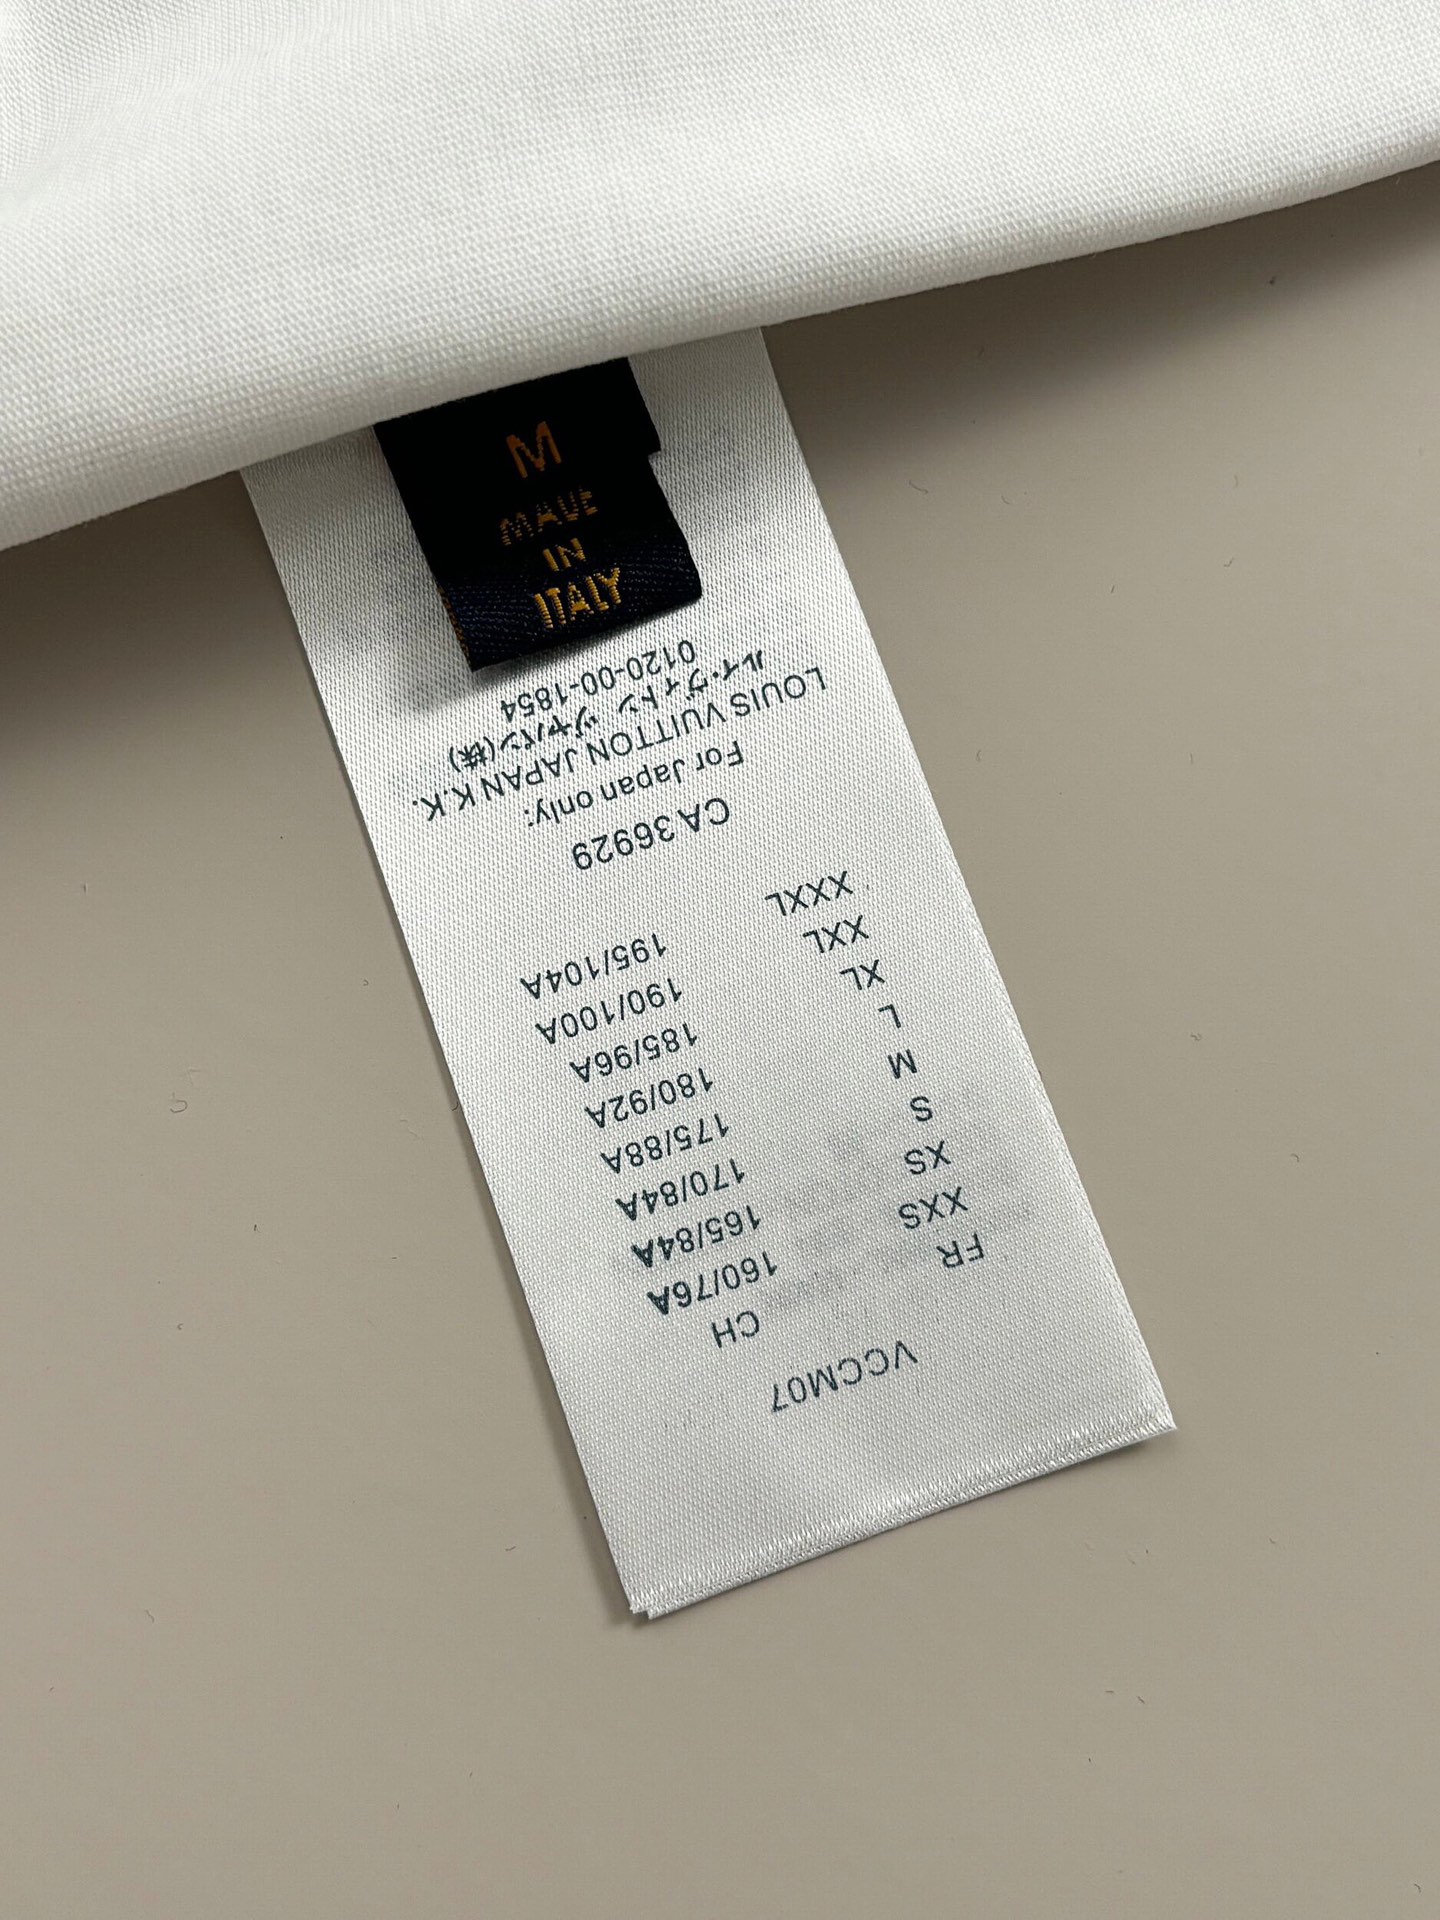 M
MADE
IN
ITALY
VCCM07
FR CH
XXS 160/76A
XS 165/84A
S 170/84A
M 175/88A
L 180/92A
XL 185/96A
XXL 190/100A
XXXL 195/104A
CA 36929
For Japan only:
LOUIS VUITTON JAPAN K.K.
ルイ・ヴィトン ジャパン(株)
0120-00-1854